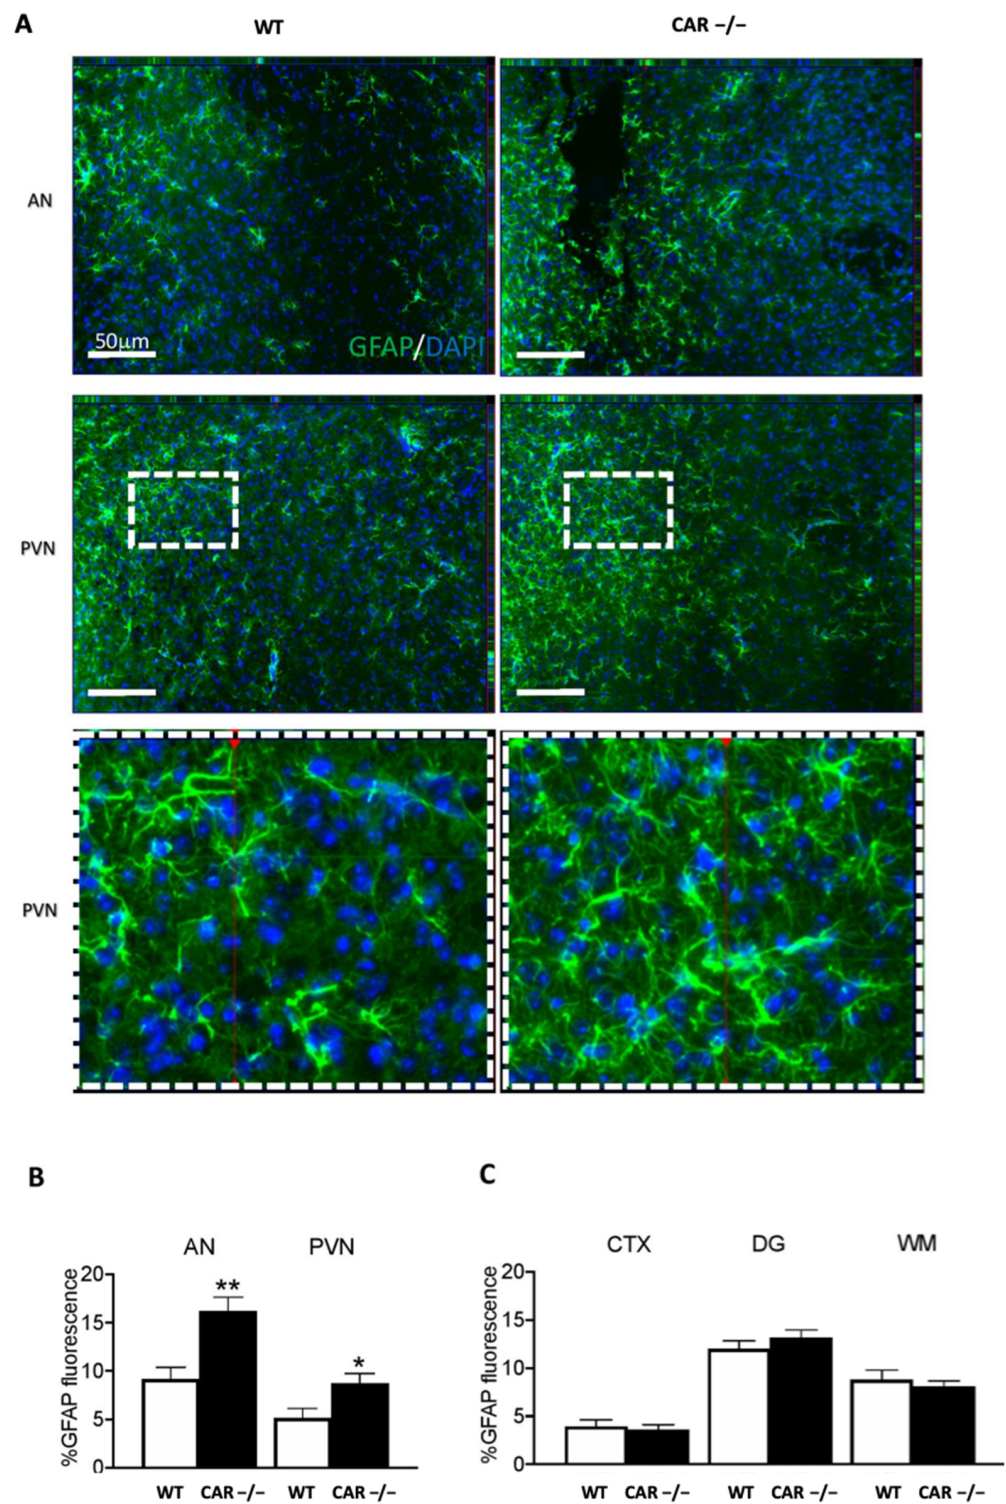 A
WT
CAR –/–
AN
50μm
GFAP/DAPI
PVN
PVN
B
C
AN
PVN
CTX
DG
WM
%GFAP fluorescence
20
15
10
5
0
**
*
WT
CAR –/–
WT
CAR –/–
%GFAP fluorescence
20
15
10
5
0
WT
CAR –/–
WT
CAR –/–
WT
CAR –/–